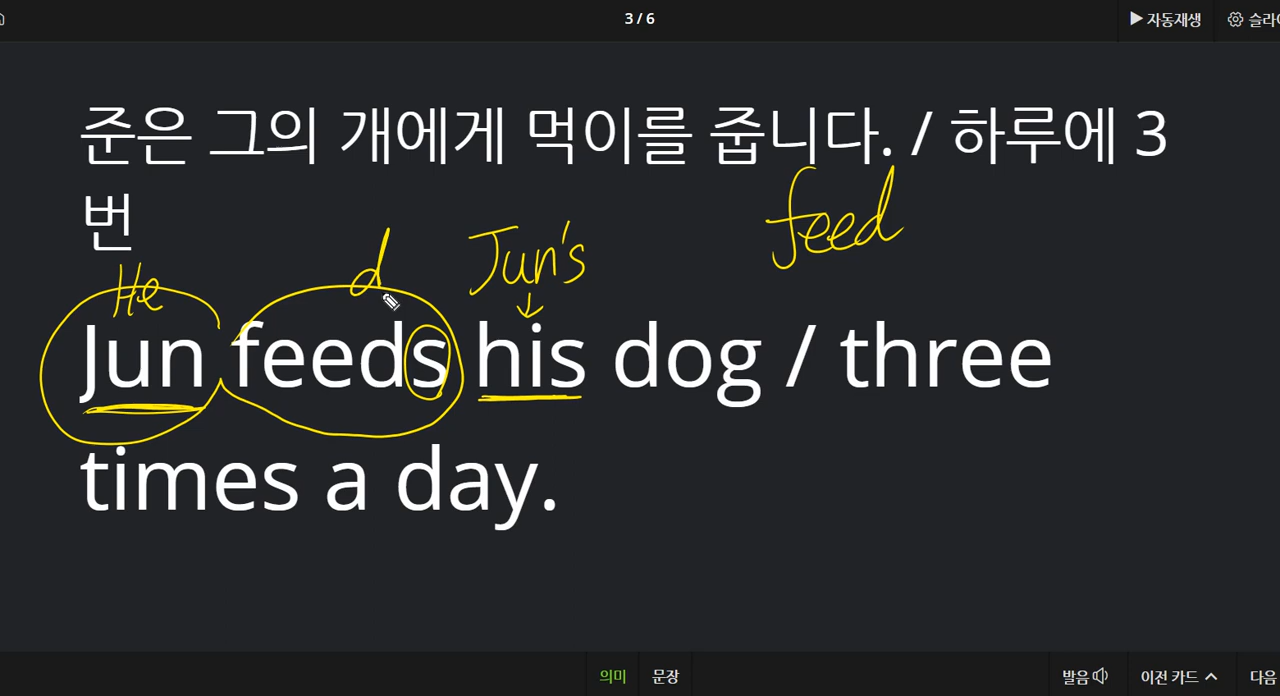 3 / 6
▶ 자동재생
준은 그의 개에게 먹이를 줍니다. / 하루에 3
번
feed
He
d
Jun's
Jun feeds his dog / three
times a day.
의미 문장 발음 이전 카드 다음